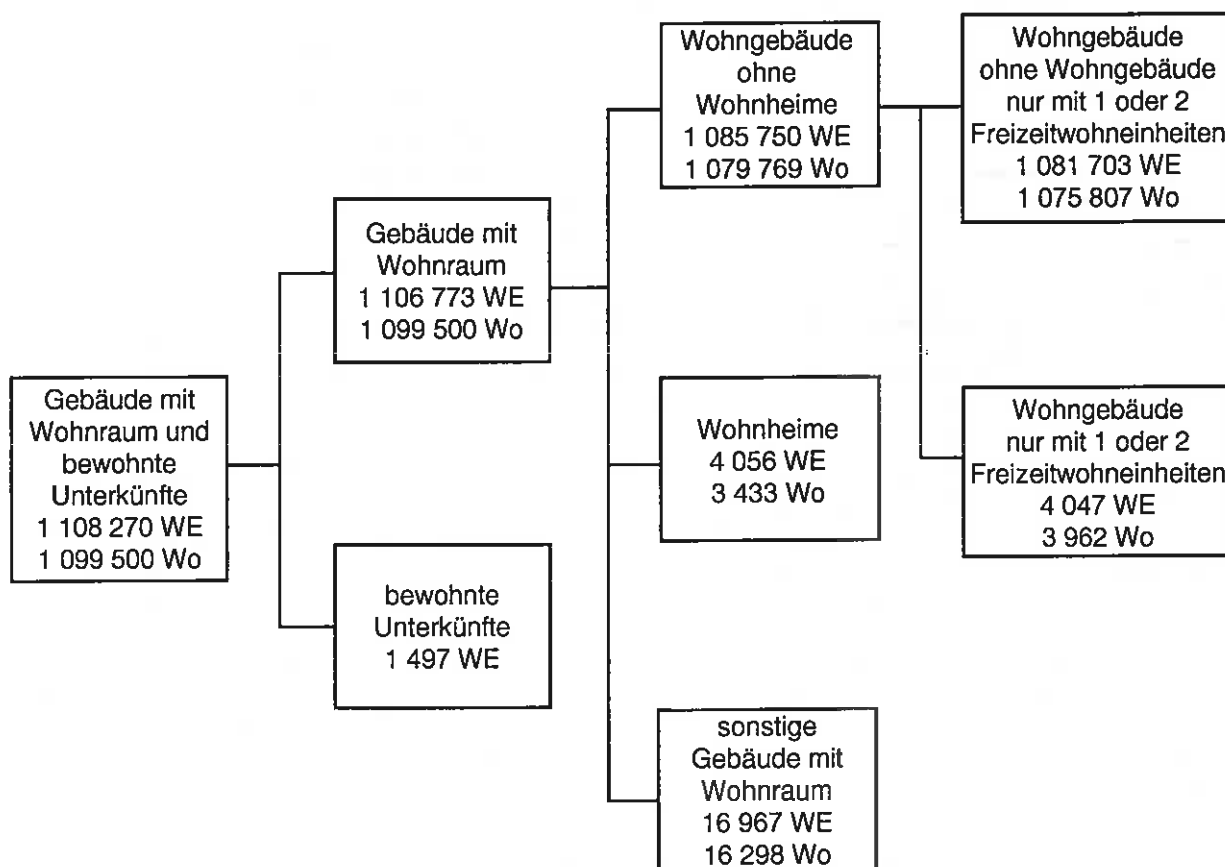 Gebäude mit
Wohnraum und
bewohnte
Unterkünfte
1 108 270 WE
1 099 500 Wo
Gebäude mit
Wohnraum
1 106 773 WE
1 099 500 Wo
bewohnte
Unterkünfte
1 497 WE
Wohngebäude
ohne
Wohnheime
1 085 750 WE
1 079 769 Wo
Wohnheime
4 056 WE
3 433 Wo
sonstige
Gebäude mit
Wohnraum
16 967 WE
16 298 Wo
Wohngebäude
ohne Wohngebäude
nur mit 1 oder 2
Freizeitwohneinheiten
1 081 703 WE
1 075 807 Wo
Wohngebäude
nur mit 1 oder 2
Freizeitwohneinheiten
4 047 WE
3 962 Wo